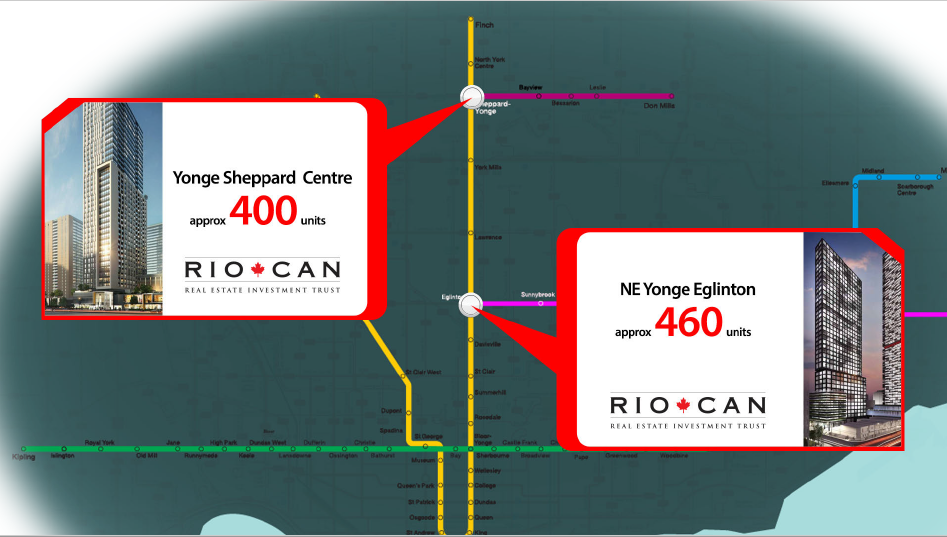 Finch
North York
Centre
Sheppard-
Yonge
Bayview
Bessarion
Leslie
Don Mills
York Mills
Lawrence
Eglinton
Sunnybrook
Ellesmere
Midland
Scarborough
Centre
Yonge Sheppard Centre
approx 400 units
RIO CAN
REAL ESTATE INVESTMENT TRUST
NE Yonge Eglinton
approx 460 units
RIO CAN
REAL ESTATE INVESTMENT TRUST
Davisville
St Clair
Summerhill
Rosedale
Bloor-
Yonge
St Clair West
Dupont
Spadina
St George
Kipling
Islington
Royal York
Old Mill
Jane
Runnymede
High Park
Keele
Dundas West
Lansdowne
Dufferin
Ossington
Christie
Bathurst
Museum
Bay
Sherbourne
Castle Frank
Broadview
Pape
Greenwood
Woodbine
Wellesley
Queen's Park
College
St Patrick
Dundas
Osgoode
Queen
St Andrew
King